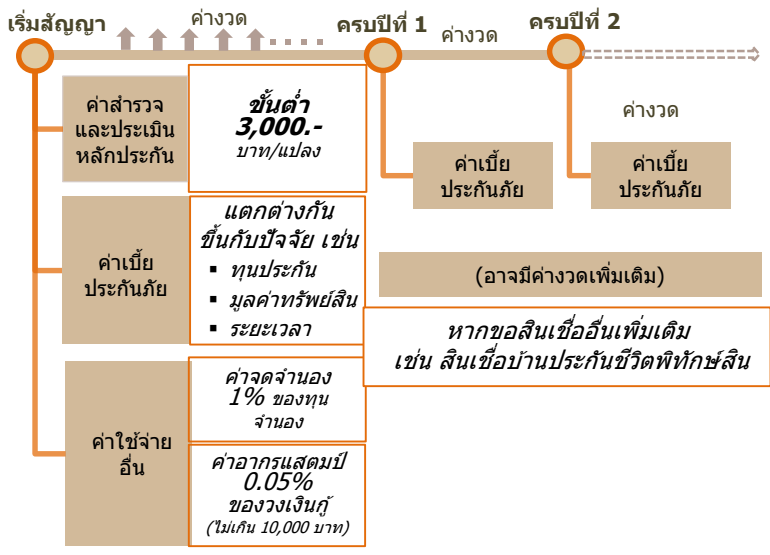 เริ่มสัญญา
ค่างวด
ครบปีที่ 1
ค่างวด
ครบปีที่ 2
ค่างวด
ค่าสำรวจ
และประเมิน
หลักประกัน
ขั้นต่ำ
3,000.-
บาท/แปลง
ค่าเบี้ย
ประกันภัย
ค่าเบี้ย
ประกันภัย
ค่าเบี้ย
ประกันภัย
แตกต่างกัน
ขึ้นกับปัจจัย เช่น
▪ ทุนประกัน
▪ มูลค่าทรัพย์สิน
▪ ระยะเวลา
(อาจมีค่างวดเพิ่มเติม)
หากขอสินเชื่ออื่นเพิ่มเติม
เช่น สินเชื่อบ้านประกันชีวิตพิทักษ์สิน
ค่าใช้จ่าย
อื่น
ค่าจดจำนอง
1% ของทุน
จำนอง
ค่าอากรแสตมป์
0.05%
ของวงเงินกู้
(ไม่เกิน 10,000 บาท)